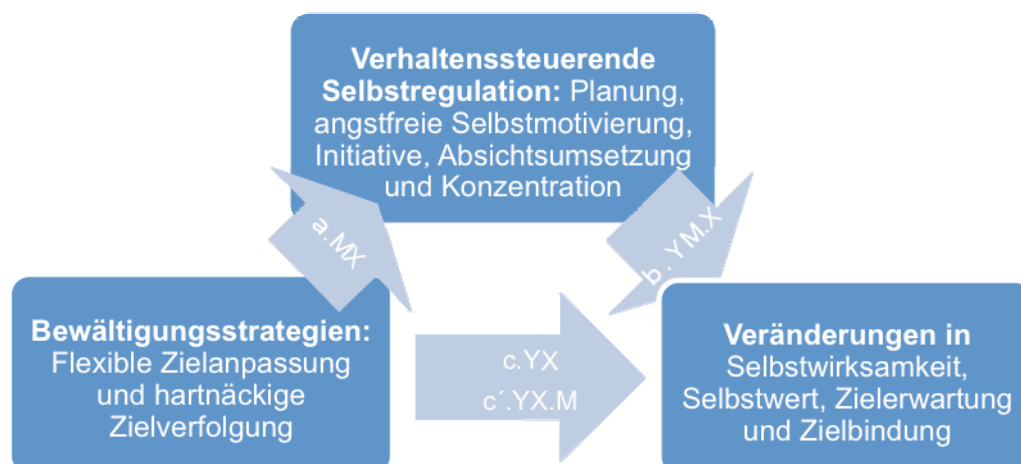 Verhaltenssteuerende
Selbstregulation: Planung,
angstfreie Selbstmotivierung,
Initiative, Absichtsumsetzung
und Konzentration
a.MX
b. YM.X
Bewältigungsstrategien:
Flexible Zielanpassung
und hartnäckige
Zielverfolgung
c.YX
c´.YX.M
Veränderungen in
Selbstwirksamkeit,
Selbstwert, Zielerwartung
und Zielbindung